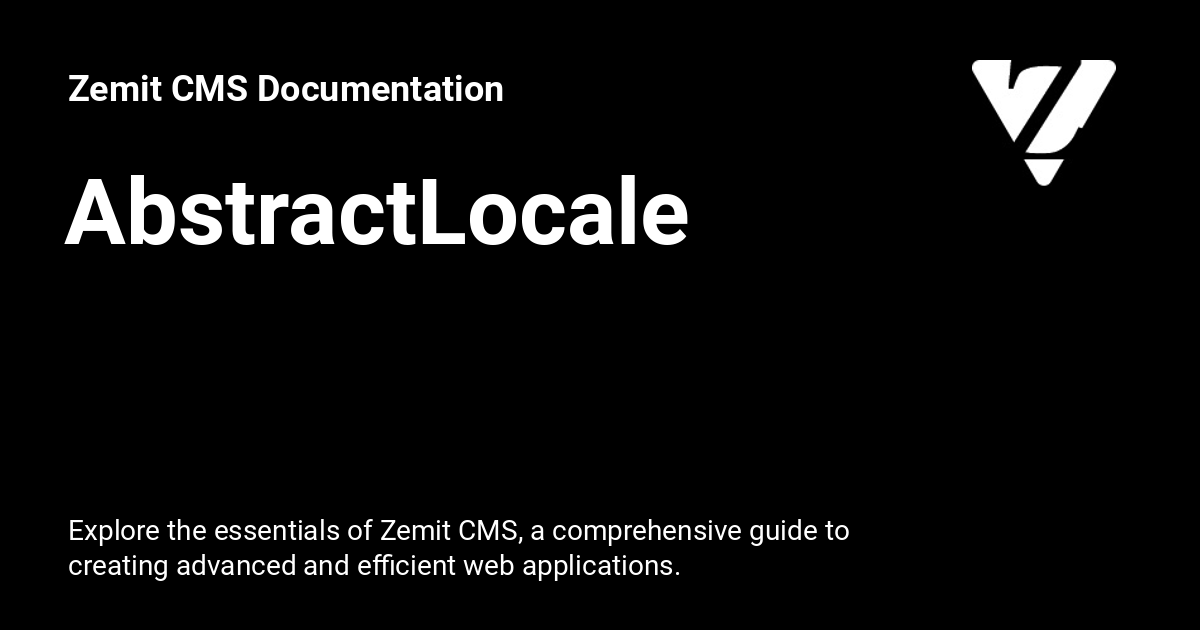 Zemit CMS Documentation
AbstractLocale
Explore the essentials of Zemit CMS, a comprehensive guide to
creating advanced and efficient web applications.